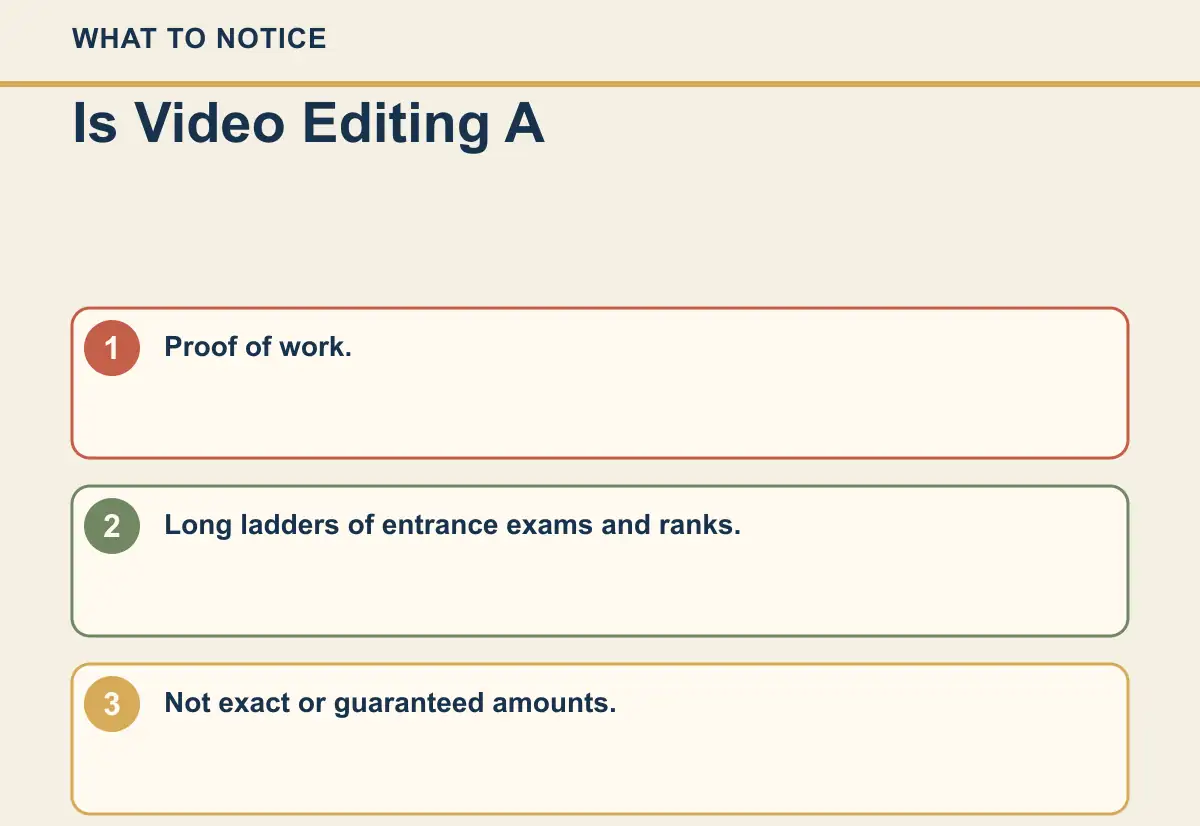 WHAT TO NOTICE
Is Video Editing A
1 Proof of work.
2 Long ladders of entrance exams and ranks.
3 Not exact or guaranteed amounts.